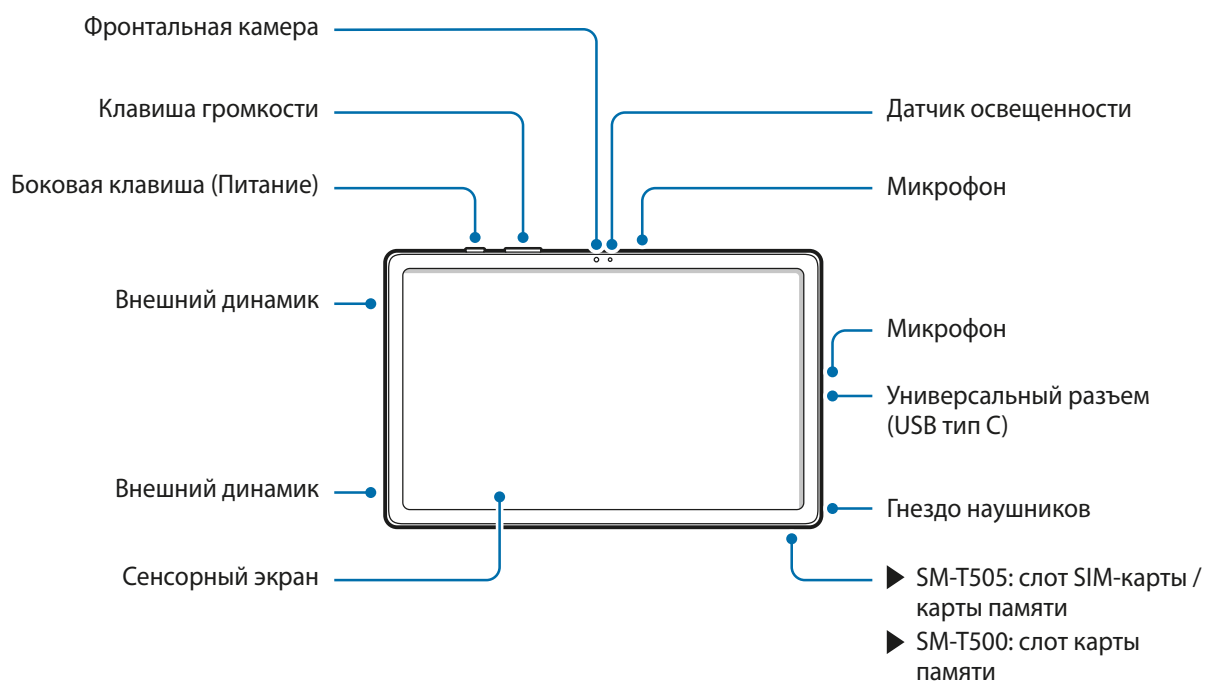 Фронтальная камера
Клавиша громкости
Боковая клавиша (Питание)
Внешний динамик
Внешний динамик
Сенсорный экран
Датчик освещенности
Микрофон
Микрофон
Универсальный разъем
(USB тип C)
Гнездо наушников
▶ SM-T505: слот SIM-карты /
карты памяти
▶ SM-T500: слот карты
памяти